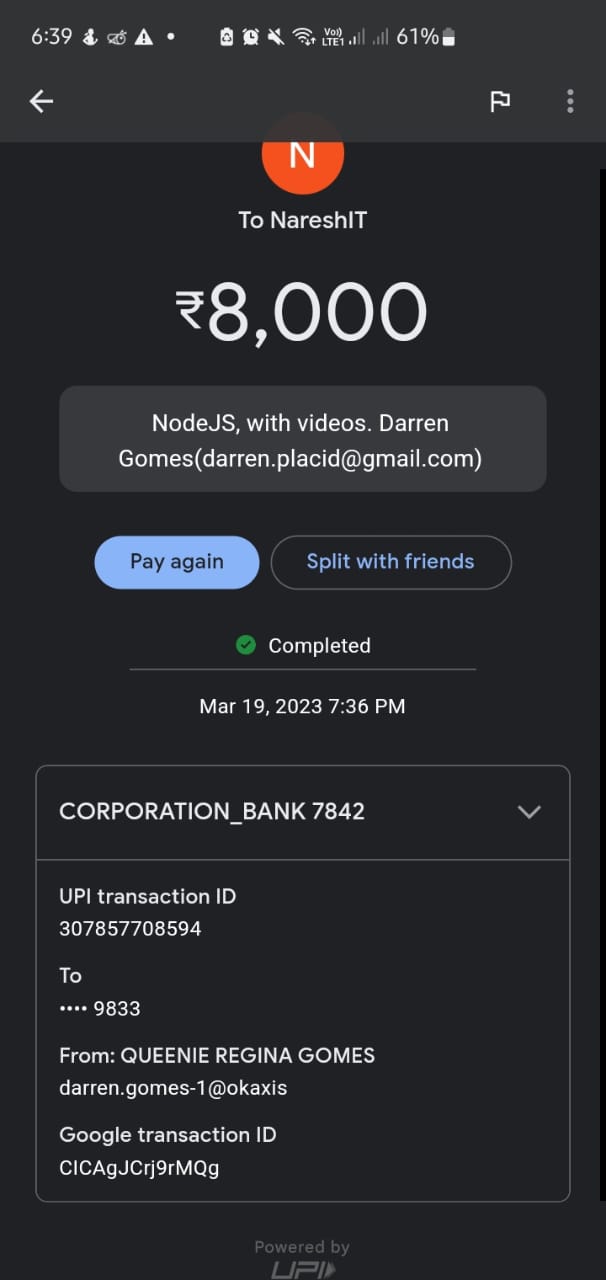 6:39 Vo)) LTE1 61%
N
To NareshIT
₹8,000
NodeJS, with videos. Darren
Gomes(darren.placid@gmail.com)
Pay again Split with friends
Completed
Mar 19, 2023 7:36 PM
CORPORATION_BANK 7842
UPI transaction ID
307857708594
To
•••• 9833
From: QUEENIE REGINA GOMES
darren.gomes-1@okaxis
Google transaction ID
CICAgJCrj9rMQg
Powered by
UPI